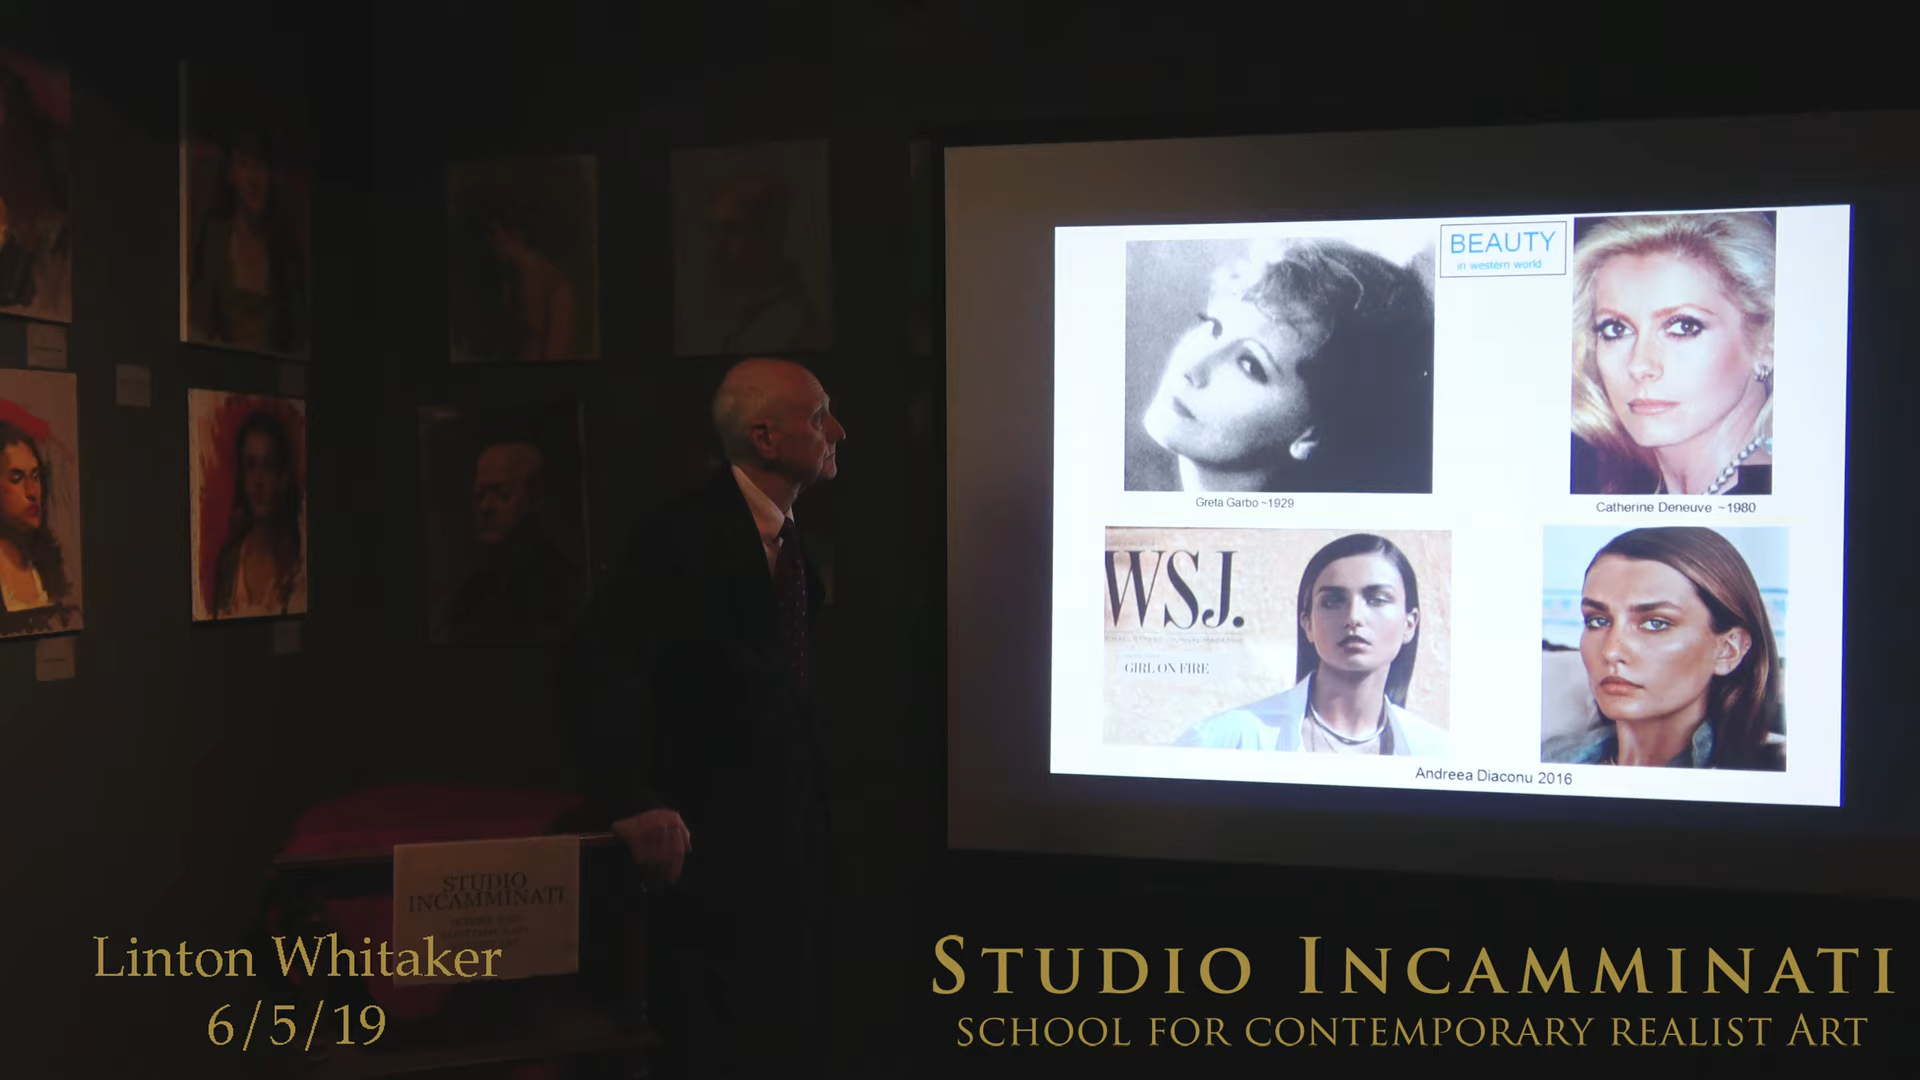 BEAUTY
in western world
Greta Garbo ~1929
Catherine Deneuve ~1980
WSJ.
GIRL ON FIRE
Andreea Diaconu 2016
STUDIO
INCAMMINATI
Linton Whitaker
6/5/19
STUDIO INCAMMINATI
SCHOOL FOR CONTEMPORARY REALIST ART